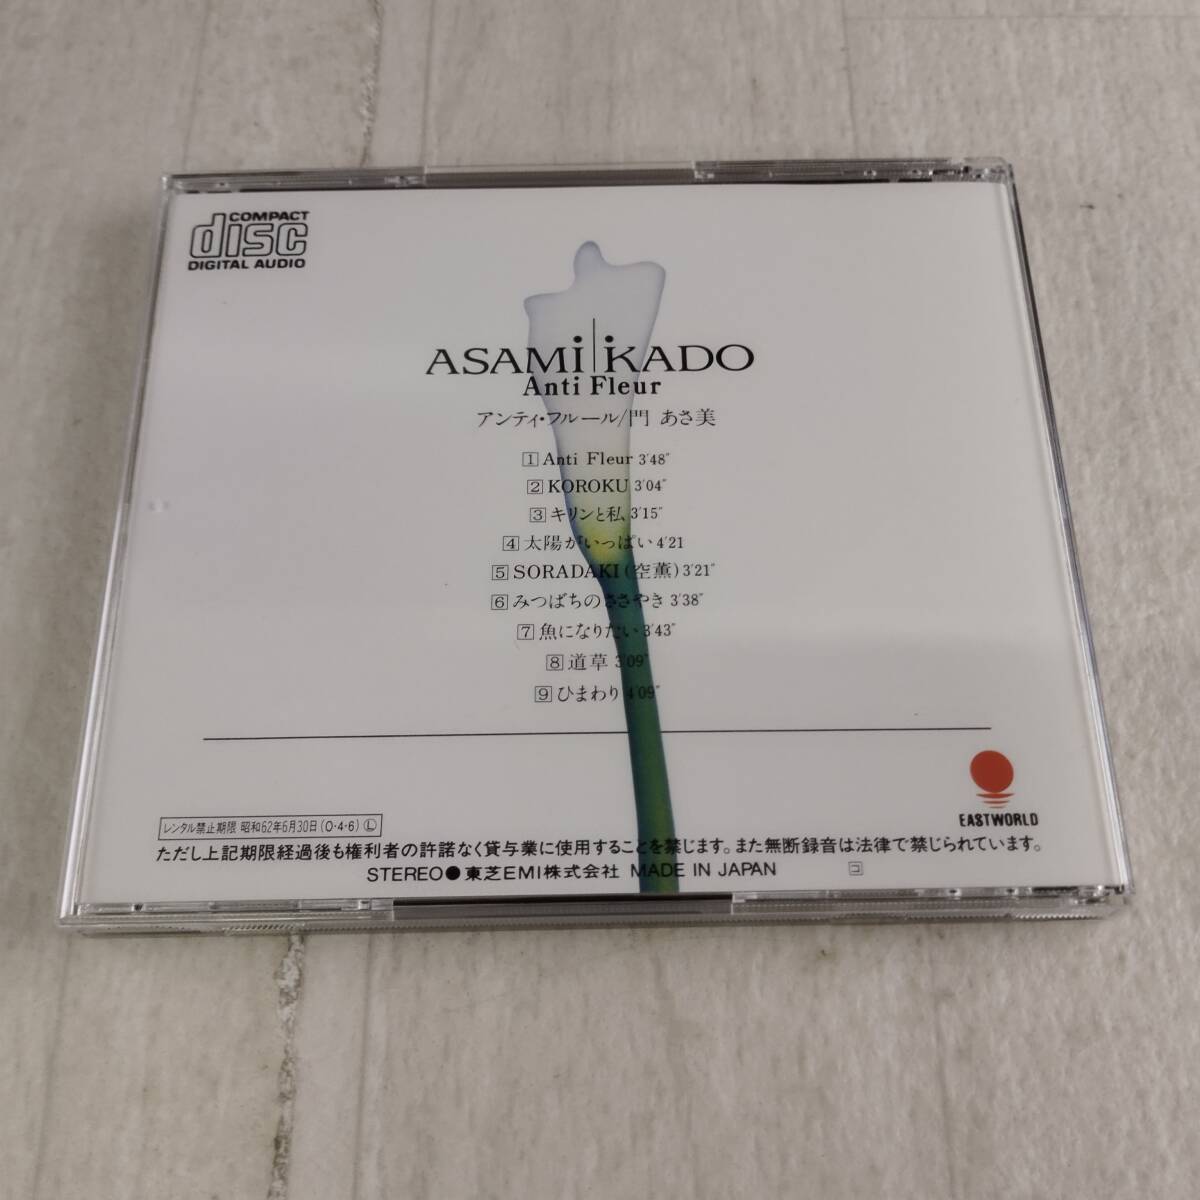 COMPACT
disc
DIGITAL AUDIO
ASAMi KADO
Anti Fleur
アンティ・フルール/門 あさ美
1 Anti Fleur 3'48"
2 KOROKU 3'04"
3 キリンと私 3'15"
4 太陽がいっぱい 4'21
5 SORADAKI(空薫) 3'21"
6 みつばちのささやき 3'38"
7 魚になりたい 3'43"
8 道草 3'09"
9 ひまわり 4'09"
EASTWORLD
レンタル禁止期限 昭和62年6月30日(O・4・6) Ⓛ
ただし上記期限経過後も権利者の許諾なく貸与業に使用することを禁じます。また無断録音は法律で禁じられています。
STEREO● 東芝EMI株式会社 MADE IN JAPAN コ